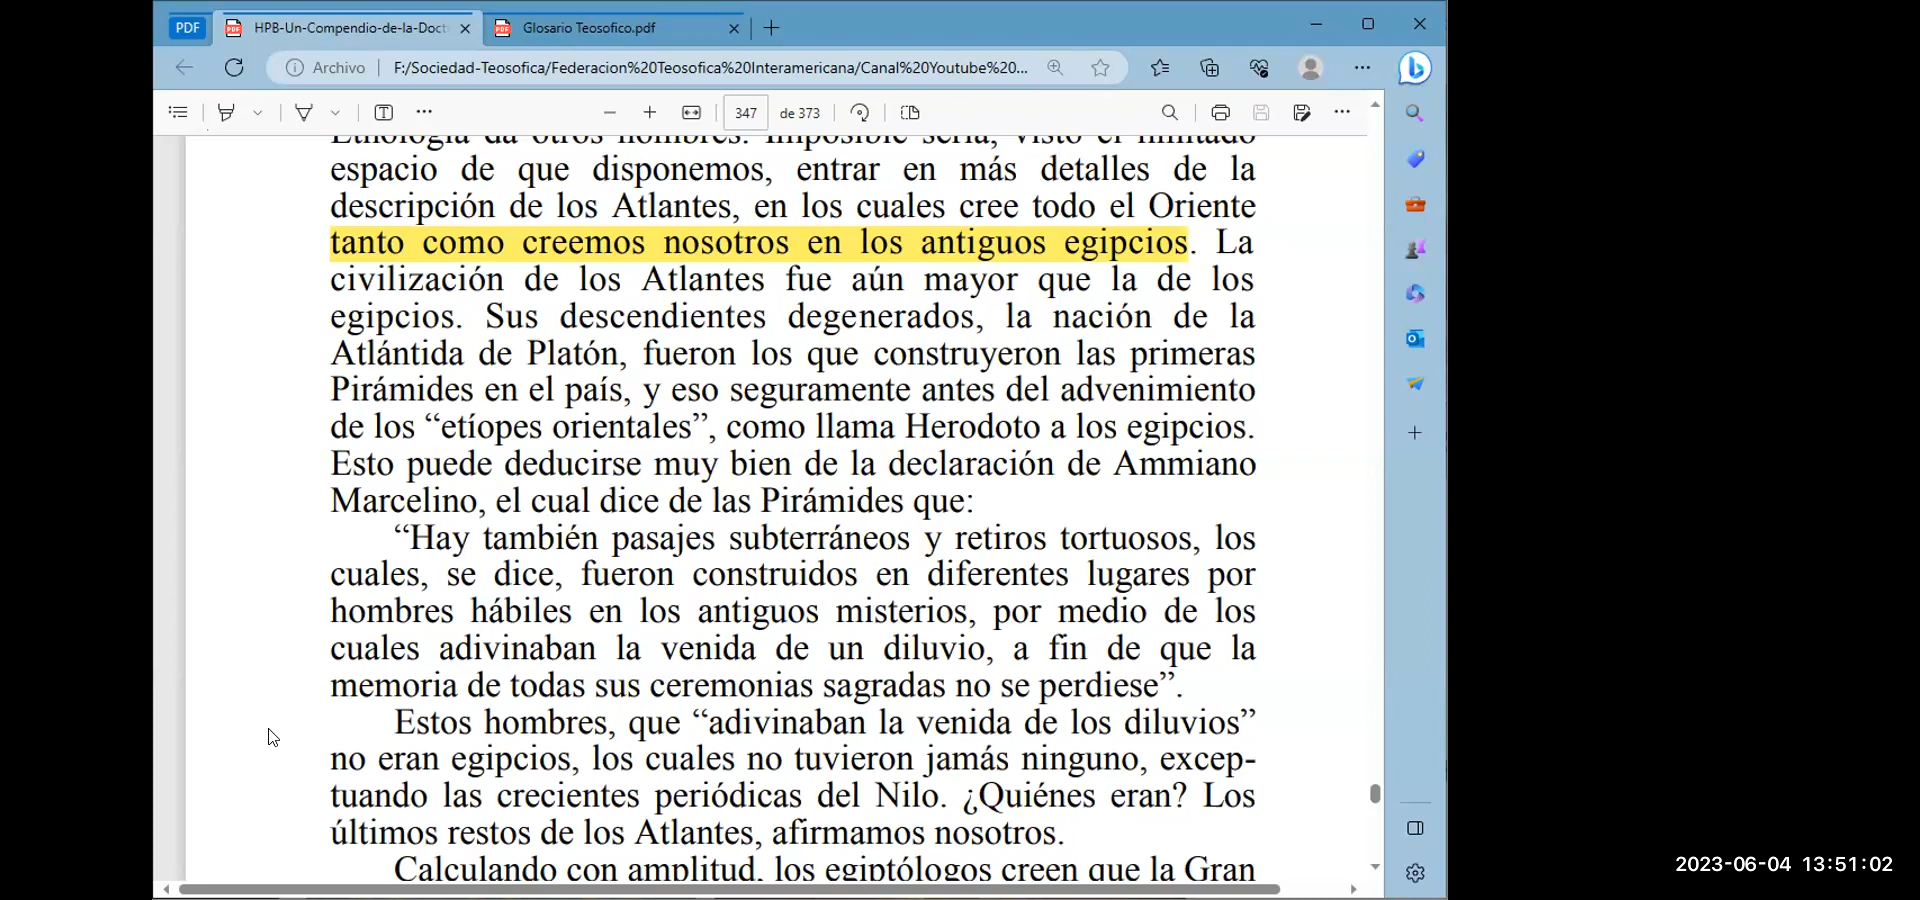 PDF
HPB-Un-Compendio-de-la-Doct
Glosario Teosofico.pdf
Archivo
F:/Sociedad-Teosofica/Federacion%20Teosofica%20Interamericana/Canal%20Youtube%20...
347
de 373
Etnología da otros nombres. Imposible sería, visto el limitado
espacio de que disponemos, entrar en más detalles de la
descripción de los Atlantes, en los cuales cree todo el Oriente
tanto como creemos nosotros en los antiguos egipcios. La
civilización de los Atlantes fue aún mayor que la de los
egipcios. Sus descendientes degenerados, la nación de la
Atlántida de Platón, fueron los que construyeron las primeras
Pirámides en el país, y eso seguramente antes del advenimiento
de los “etíopes orientales”, como llama Herodoto a los egipcios.
Esto puede deducirse muy bien de la declaración de Ammiano
Marcelino, el cual dice de las Pirámides que:
“Hay también pasajes subterráneos y retiros tortuosos, los
cuales, se dice, fueron construidos en diferentes lugares por
hombres hábiles en los antiguos misterios, por medio de los
cuales adivinaban la venida de un diluvio, a fin de que la
memoria de todas sus ceremonias sagradas no se perdiese”.
Estos hombres, que “adivinaban la venida de los diluvios”
no eran egipcios, los cuales no tuvieron jamás ninguno, excep-
tuando las crecientes periódicas del Nilo. ¿Quiénes eran? Los
últimos restos de los Atlantes, afirmamos nosotros.
Calculando con amplitud, los egiptólogos creen que la Gran
2023-06-04 13:51:02